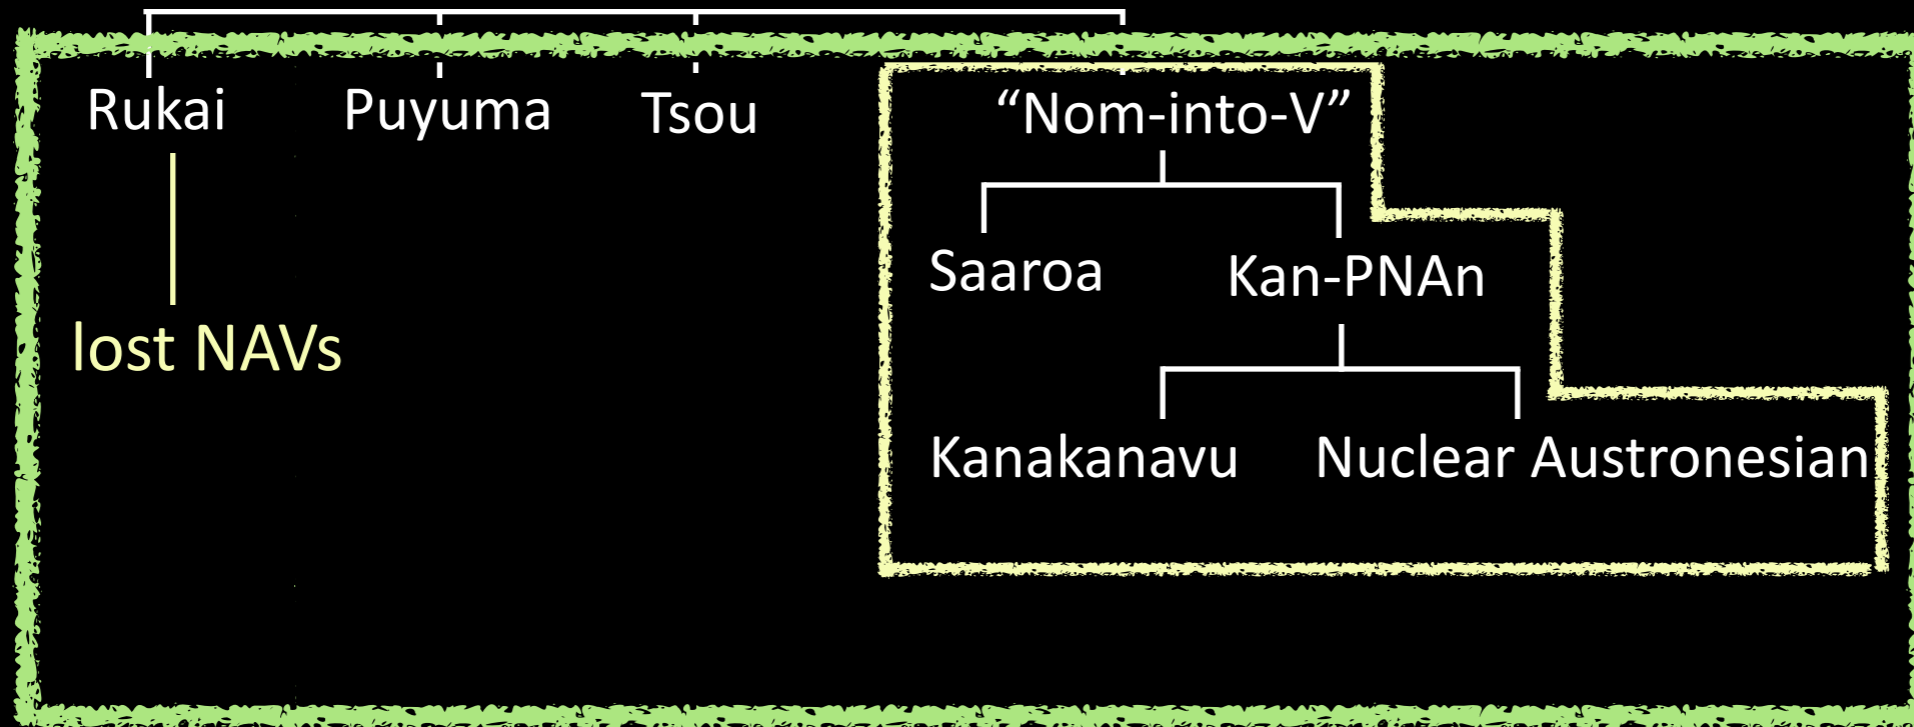 Rukai Puyuma Tsou “Nom-into-V”
Saaroa Kan-PNAn
lost NAVs
Kanakanavu Nuclear Austronesian